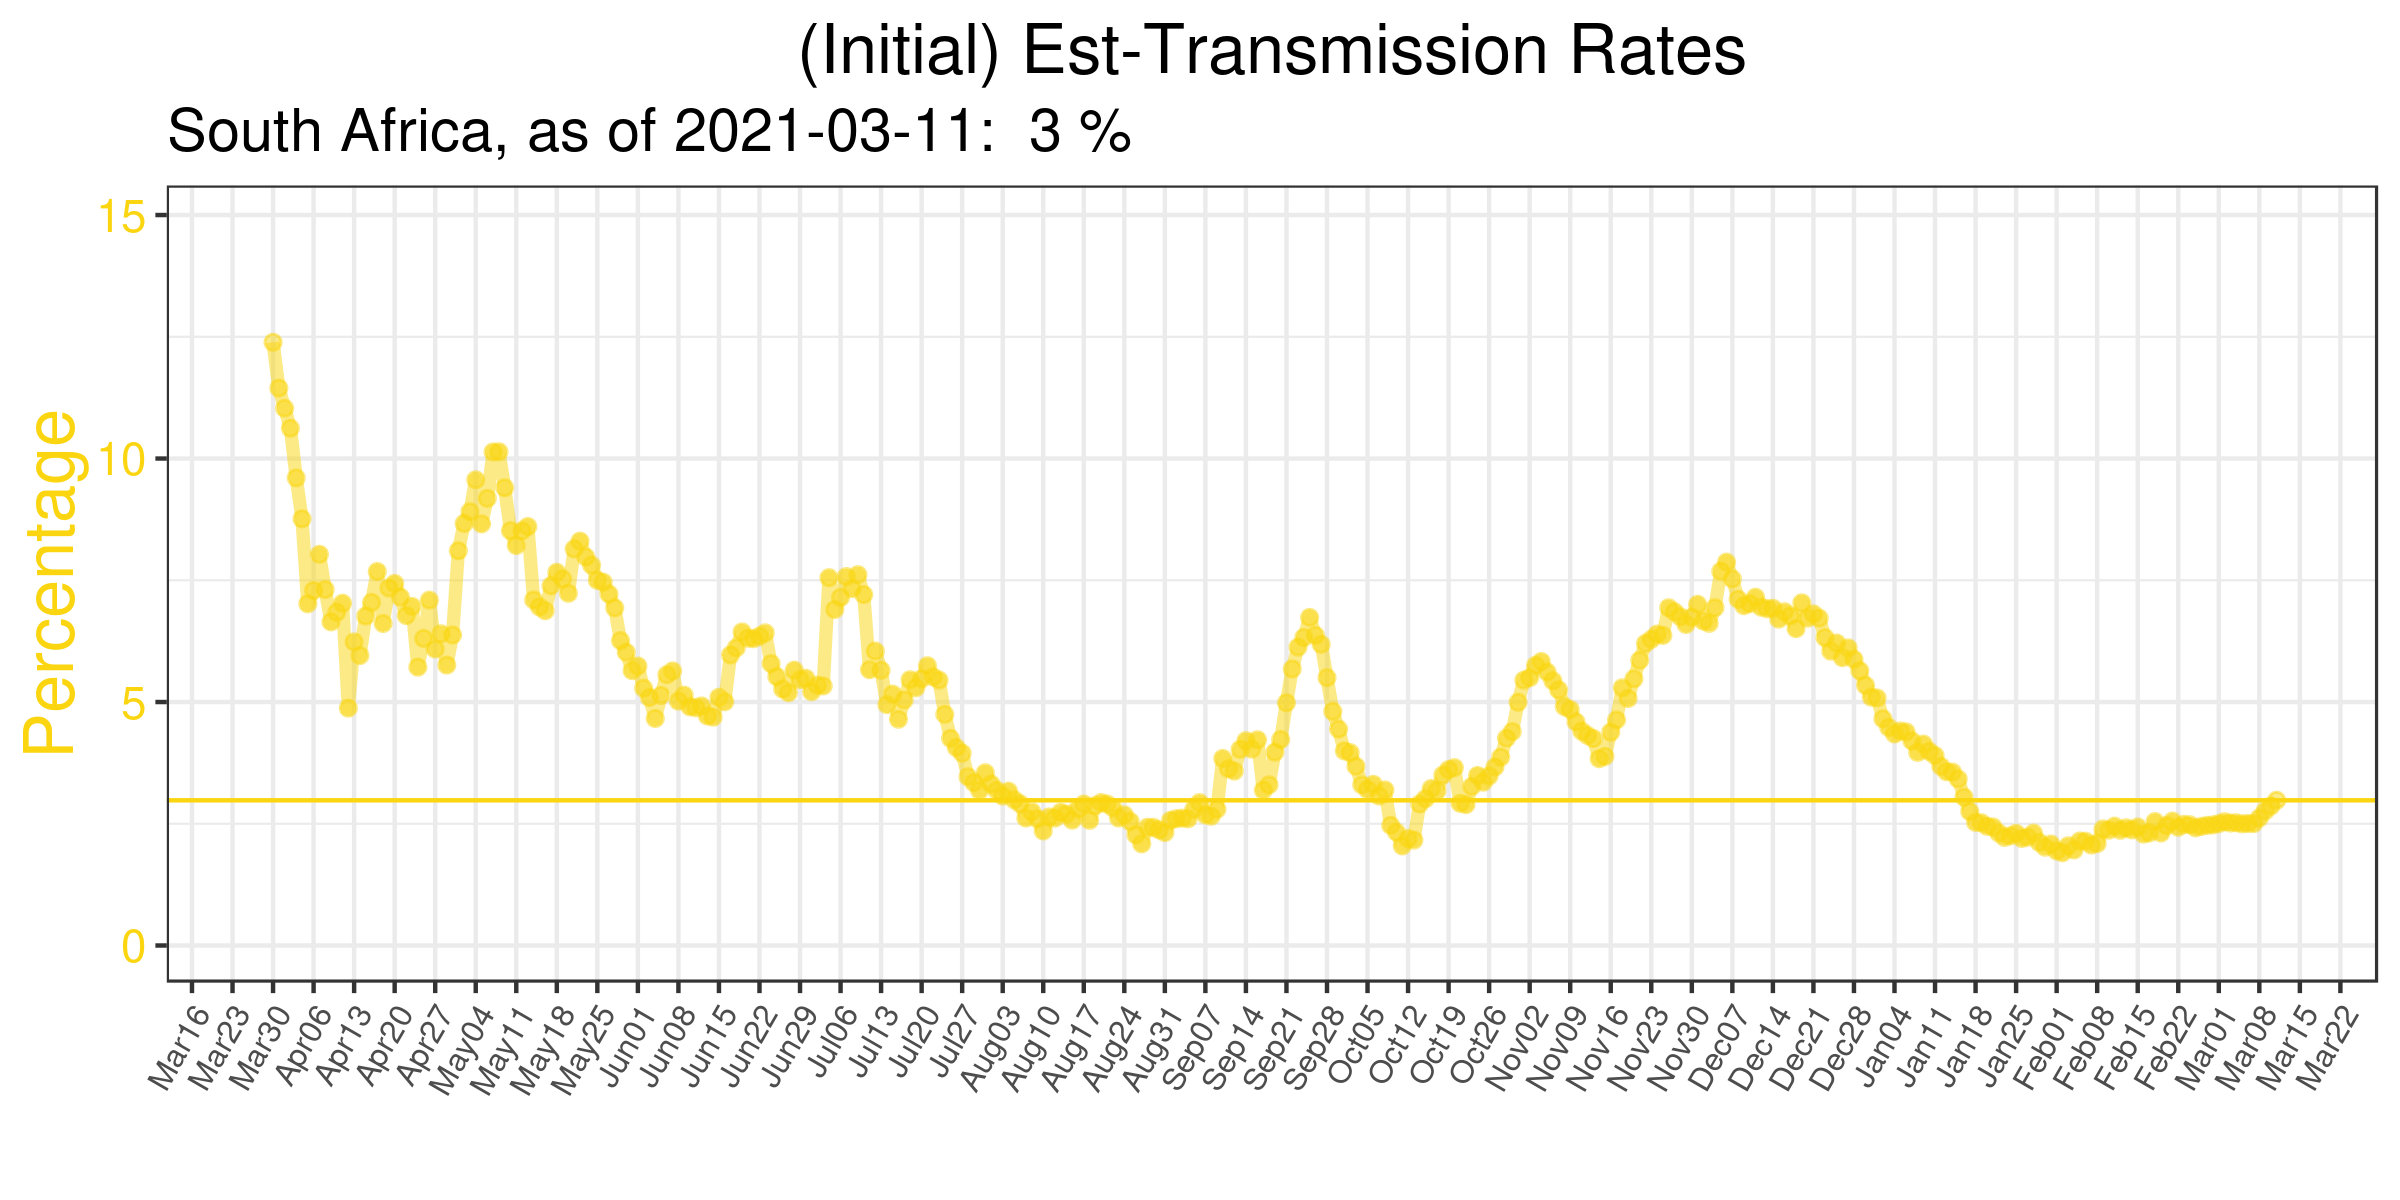 (Initial) Est-Transmission Rates
South Africa, as of 2021-03-11:  3 %
Percentage
15
10
5
0
Mar16 Mar23 Mar30 Apr06 Apr13 Apr20 Apr27 May04 May11 May18 May25 Jun01 Jun08 Jun15 Jun22 Jun29 Jul06 Jul13 Jul20 Jul27 Aug03 Aug10 Aug17 Aug24 Aug31 Sep07 Sep14 Sep21 Sep28 Oct05 Oct12 Oct19 Oct26 Nov02 Nov09 Nov16 Nov23 Nov30 Dec07 Dec14 Dec21 Dec28 Jan04 Jan11 Jan18 Jan25 Feb01 Feb08 Feb15 Feb22 Mar01 Mar08 Mar15 Mar22